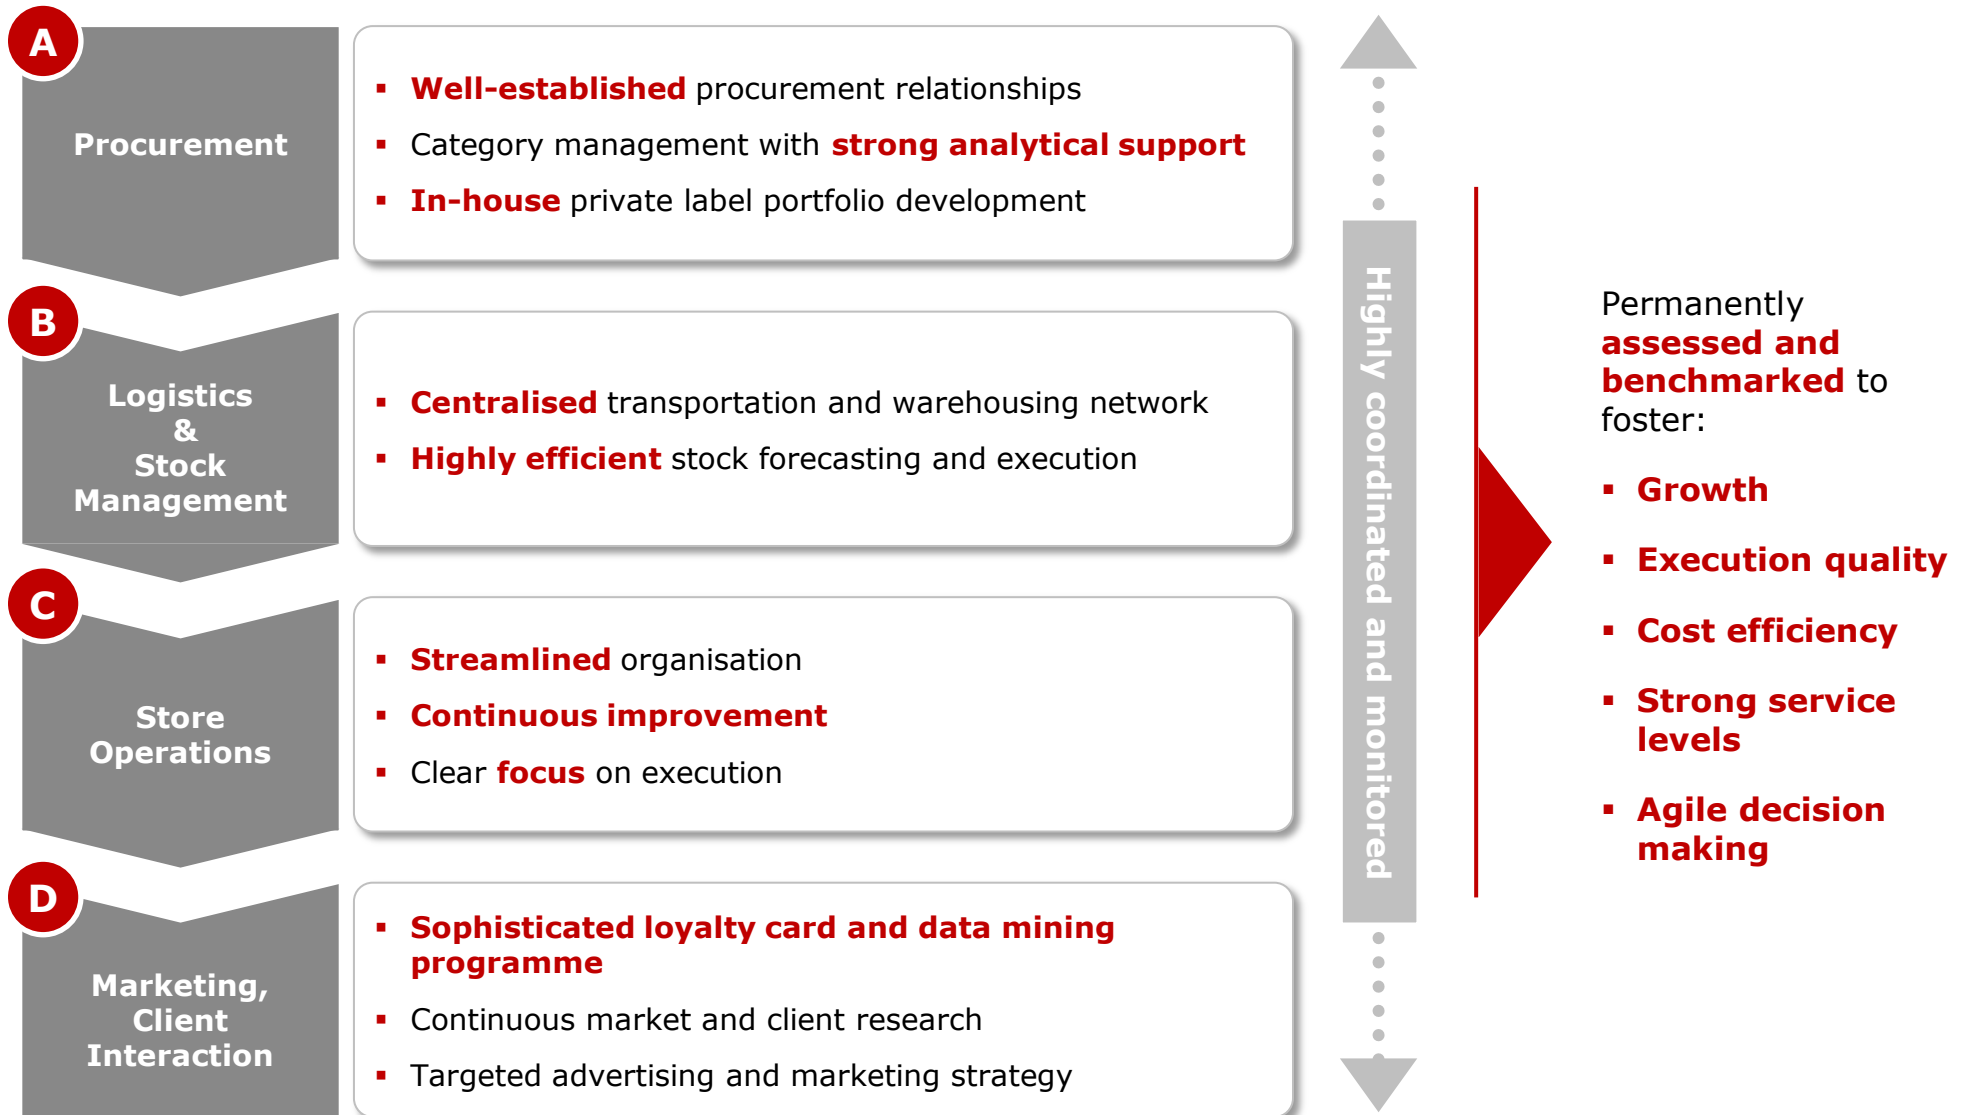 A
Procurement
▪ Well-established procurement relationships
▪ Category management with strong analytical support
▪ In-house private label portfolio development
B
Logistics
&
Stock
Management
▪ Centralised transportation and warehousing network
▪ Highly efficient stock forecasting and execution
C
Store
Operations
▪ Streamlined organisation
▪ Continuous improvement
▪ Clear focus on execution
D
Marketing,
Client
Interaction
▪ Sophisticated loyalty card and data mining
programme
▪ Continuous market and client research
▪ Targeted advertising and marketing strategy
Highly coordinated and monitored
Permanently
assessed and
benchmarked to
foster:
▪ Growth
▪ Execution quality
▪ Cost efficiency
▪ Strong service
levels
▪ Agile decision
making